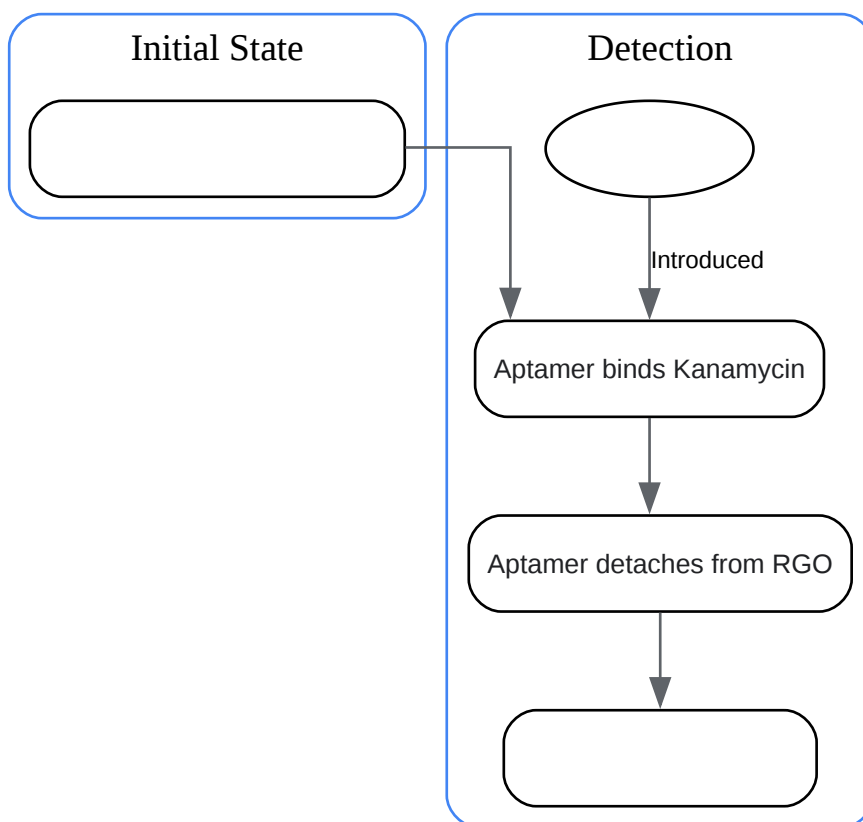 Initial State
Detection
Introduced
Aptamer binds Kanamycin
Aptamer detaches from RGO